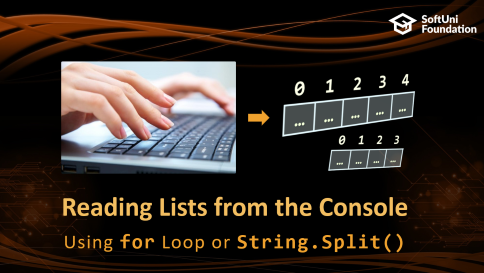 SoftUni
Foundation
0 1 2 3 4
... ... ... ... ...
0 1 2 3
... ... ... ...
Reading Lists from the Console
Using for Loop or String.Split()